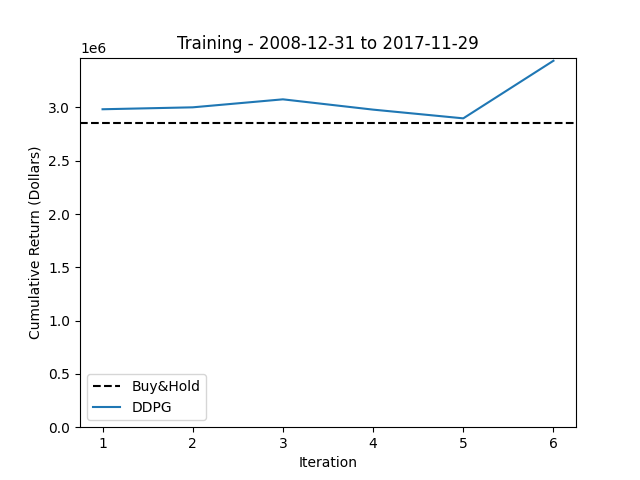 Training - 2008-12-31 to 2017-11-29
1e6
3.0
2.5
2.0
1.5
1.0
0.5
0.0
Cumulative Return (Dollars)
Buy&Hold
DDPG
1 2 3 4 5 6
Iteration